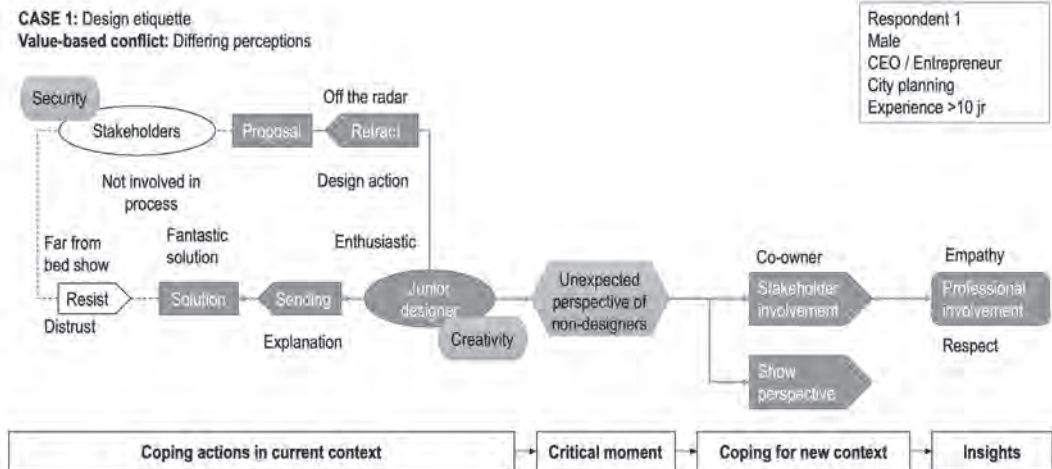 CASE 1: Design etiquette
Value-based conflict: Differing perceptions
Respondent 1
Male
CEO / Entrepreneur
City planning
Experience >10 jr
Security
Stakeholders
Proposal
Off the radar
Retract
Not involved in
process
Design action
Far from
bed show
Fantastic
solution
Enthusiastic
Resist
Solution
Sending
Junior
designer
Distrust
Explanation
Creativity
Unexpected
perspective of
non-designers
Co-owner
Stakeholder
involvement
Empathy
Professional
involvement
Respect
Show
perspective
Coping actions in current context
Critical moment
Coping for new context
Insights